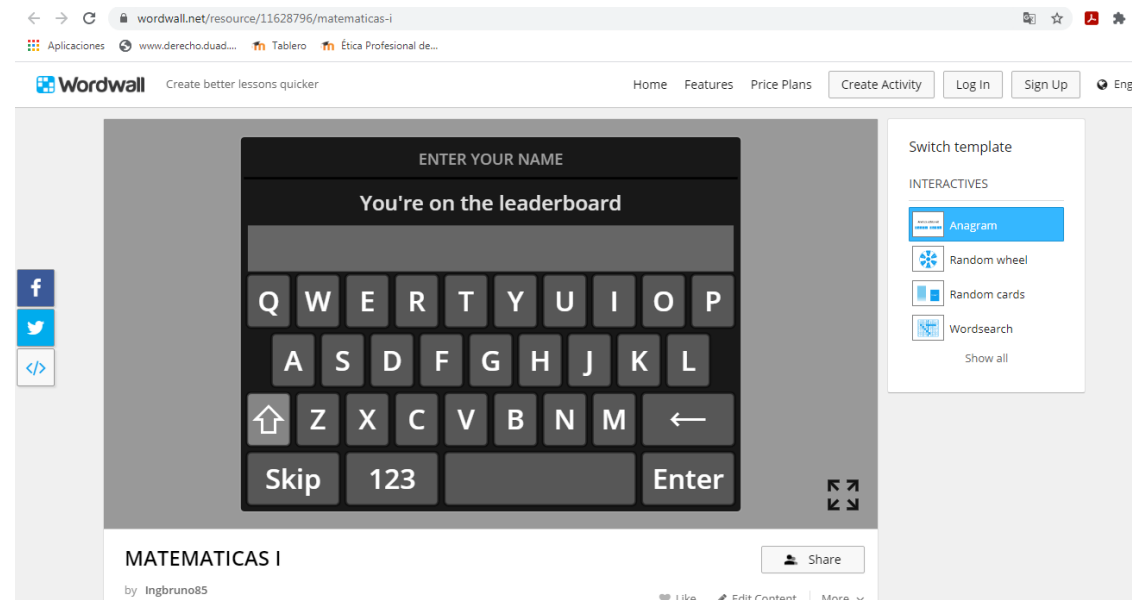 wordwall.net/resource/11628796/matematicas-i
Aplicaciones www.derecho.duad.... Tablero Ética Profesional de...
Wordwall Create better lessons quicker Home Features Price Plans Create Activity Log In Sign Up Eng
ENTER YOUR NAME
You're on the leaderboard
Q W E R T Y U I O P
A S D F G H J K L
Z X C V B N M
Skip 123 Enter
Switch template
INTERACTIVES
Anagram
Random wheel
Random cards
Wordsearch
Show all
MATEMATICAS I
Share
by Ingbruno85
Like Edit Content More